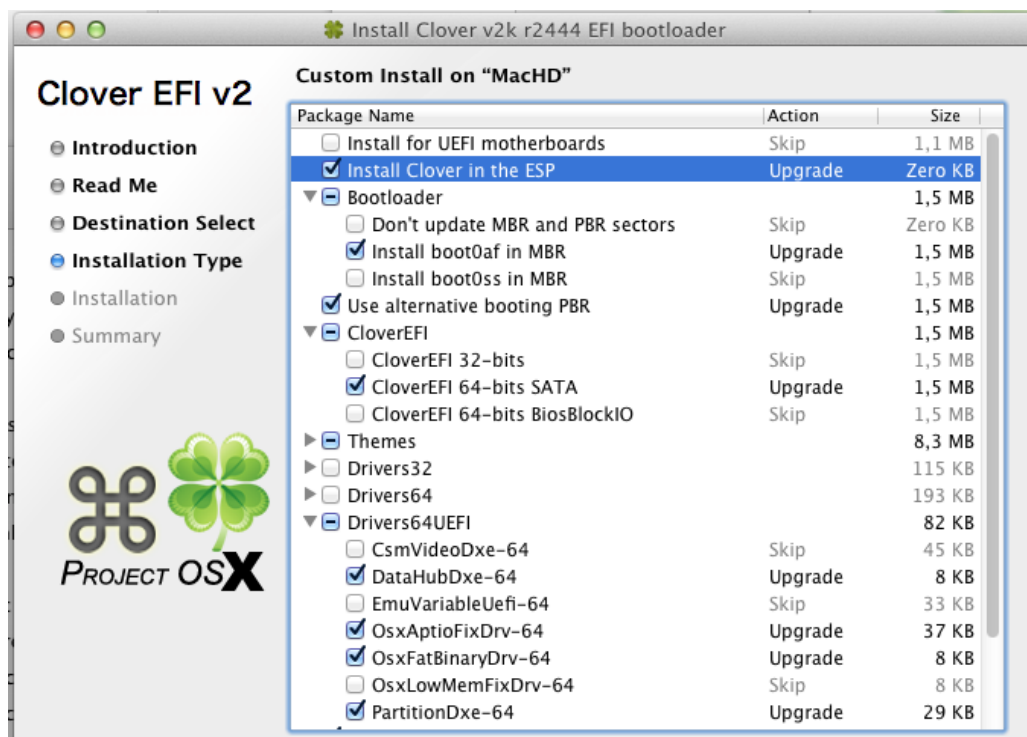 Install Clover v2k r2444 EFI bootloader
Clover EFI v2
Introduction
Read Me
Destination Select
Installation Type
Installation
Summary
PROJECT OSX
Custom Install on “MacHD”
Package Name Action Size
Install for UEFI motherboards Skip 1,1 MB
Install Clover in the ESP Upgrade Zero KB
Bootloader 1,5 MB
Don't update MBR and PBR sectors Skip Zero KB
Install boot0af in MBR Upgrade 1,5 MB
Install boot0ss in MBR Skip 1,5 MB
Use alternative booting PBR Upgrade 1,5 MB
CloverEFI 1,5 MB
CloverEFI 32-bits Skip 1,5 MB
CloverEFI 64-bits SATA Upgrade 1,5 MB
CloverEFI 64-bits BiosBlockIO Skip 1,5 MB
Themes 8,3 MB
Drivers32 115 KB
Drivers64 193 KB
Drivers64UEFI 82 KB
CsmVideoDxe-64 Skip 45 KB
DataHubDxe-64 Upgrade 8 KB
EmuVariableUefi-64 Skip 33 KB
OsxAptioFixDrv-64 Upgrade 37 KB
OsxFatBinaryDrv-64 Upgrade 8 KB
OsxLowMemFixDrv-64 Skip 8 KB
PartitionDxe-64 Upgrade 29 KB